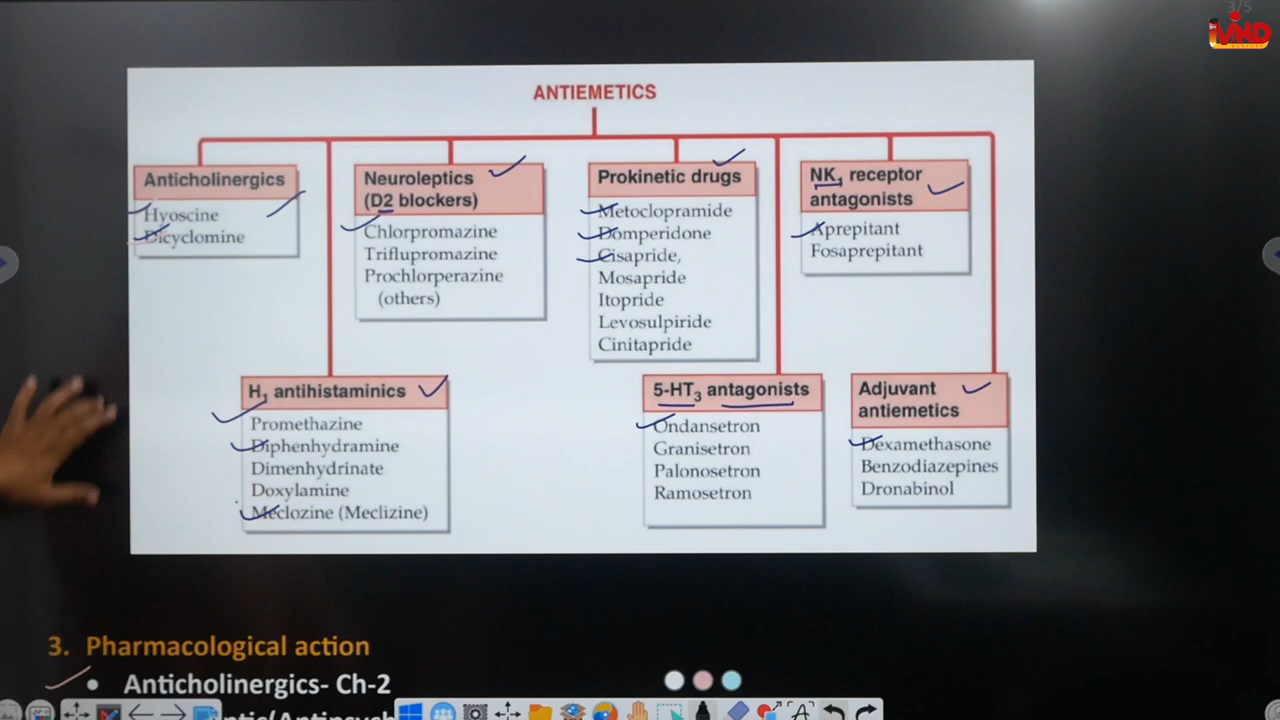 3/5
ANTIEMETICS
Anticholinergics
Hyoscine
Dicyclomine
Neuroleptics
(D2 blockers)
Chlorpromazine
Triflupromazine
Prochlorperazine
(others)
Prokinetic drugs
Metoclopramide
Domperidone
Cisapride,
Mosapride
Itopride
Levosulpiride
Cinitapride
NK1 receptor
antagonists
Aprepitant
Fosaprepitant
H1 antihistaminics
Promethazine
Diphenhydramine
Dimenhydrinate
Doxylamine
Meclozine (Meclizine)
5-HT3 antagonists
Ondansetron
Granisetron
Palonosetron
Ramosetron
Adjuvant
antiemetics
Dexamethasone
Benzodiazepines
Dronabinol
3. Pharmacological action
• Anticholinergics- Ch-2